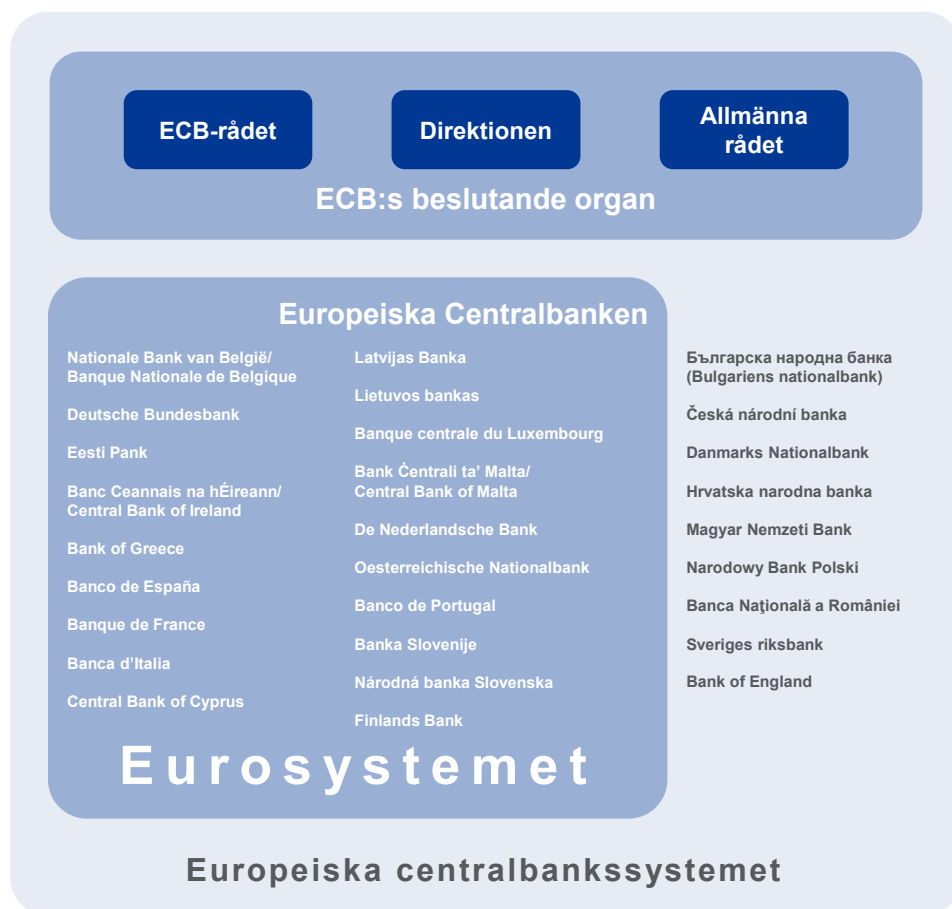 ECB-rådet
Direktionen
Allmänna
rådet
ECB:s beslutande organ
Europeiska Centralbanken
Nationale Bank van België/
Banque Nationale de Belgique
Deutsche Bundesbank
Eesti Pank
Banc Ceannais na hÉireann/
Central Bank of Ireland
Bank of Greece
Banco de España
Banque de France
Banca d’Italia
Central Bank of Cyprus
Latvijas Banka
Lietuvos bankas
Banque centrale du Luxembourg
Bank Ċentrali ta’ Malta/
Central Bank of Malta
De Nederlandsche Bank
Oesterreichische Nationalbank
Banco de Portugal
Banka Slovenije
Národná banka Slovenska
Finlands Bank
Eurosystemet
Българска народна банка
(Bulgariens nationalbank)
Česká národní banka
Danmarks Nationalbank
Hrvatska narodna banka
Magyar Nemzeti Bank
Narodowy Bank Polski
Banca Naţională a României
Sveriges riksbank
Bank of England
Europeiska centralbankssystemet